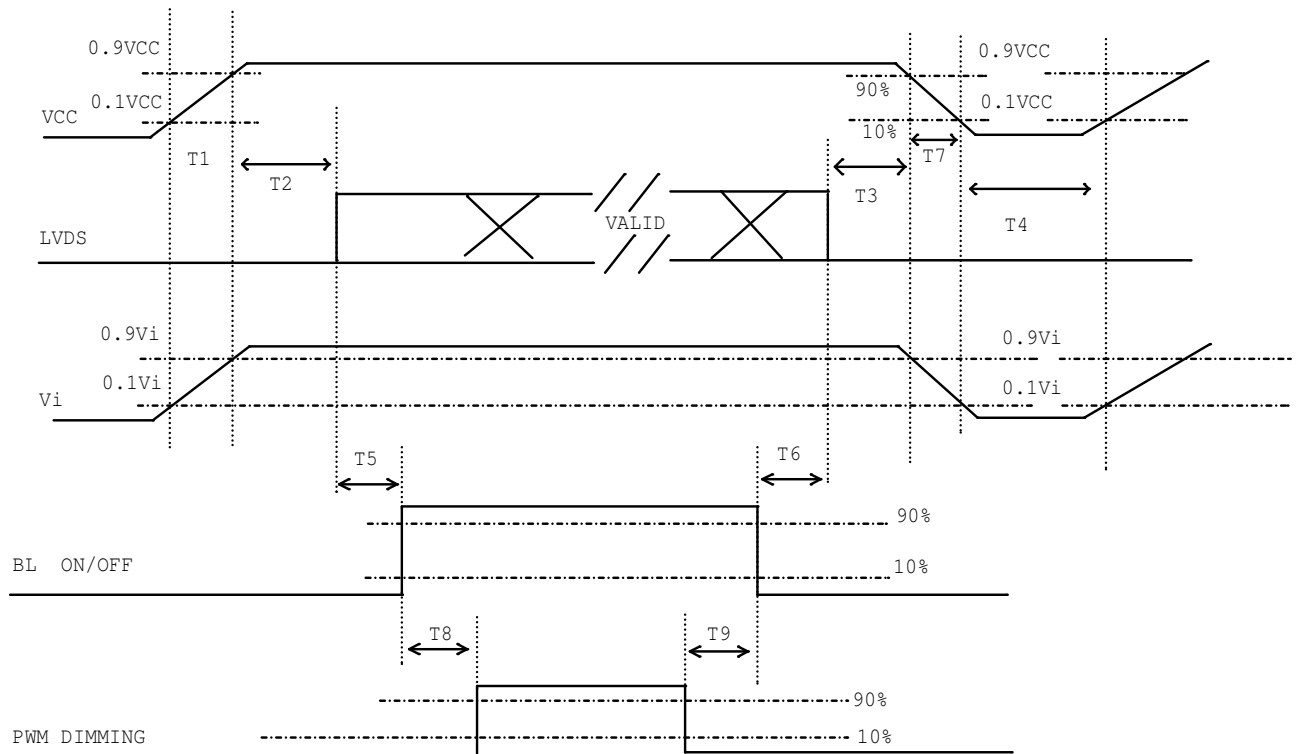 0.9VCC
0.9VCC
90%
0.1VCC
0.1VCC
VCC
10%
T1
T7
T2
T3
T4
VALID
LVDS
0.9Vi
0.9Vi
0.1Vi
0.1Vi
Vi
T5
T6
90%
BL ON/OFF
10%
T8
T9
90%
PWM DIMMING
10%